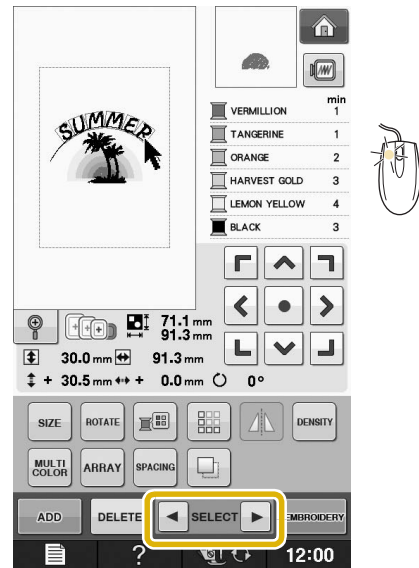 SUMMER
min
VERMILLION 1
TANGERINE 1
ORANGE 2
HARVEST GOLD 3
LEMON YELLOW 4
BLACK 3
71.1 mm
91.3 mm
30.0 mm 91.3 mm
+ 30.5 mm + 0.0 mm 0°
SIZE ROTATE DENSITY
MULTI COLOR ARRAY SPACING
ADD DELETE SELECT EMBROIDERY
? 12:00